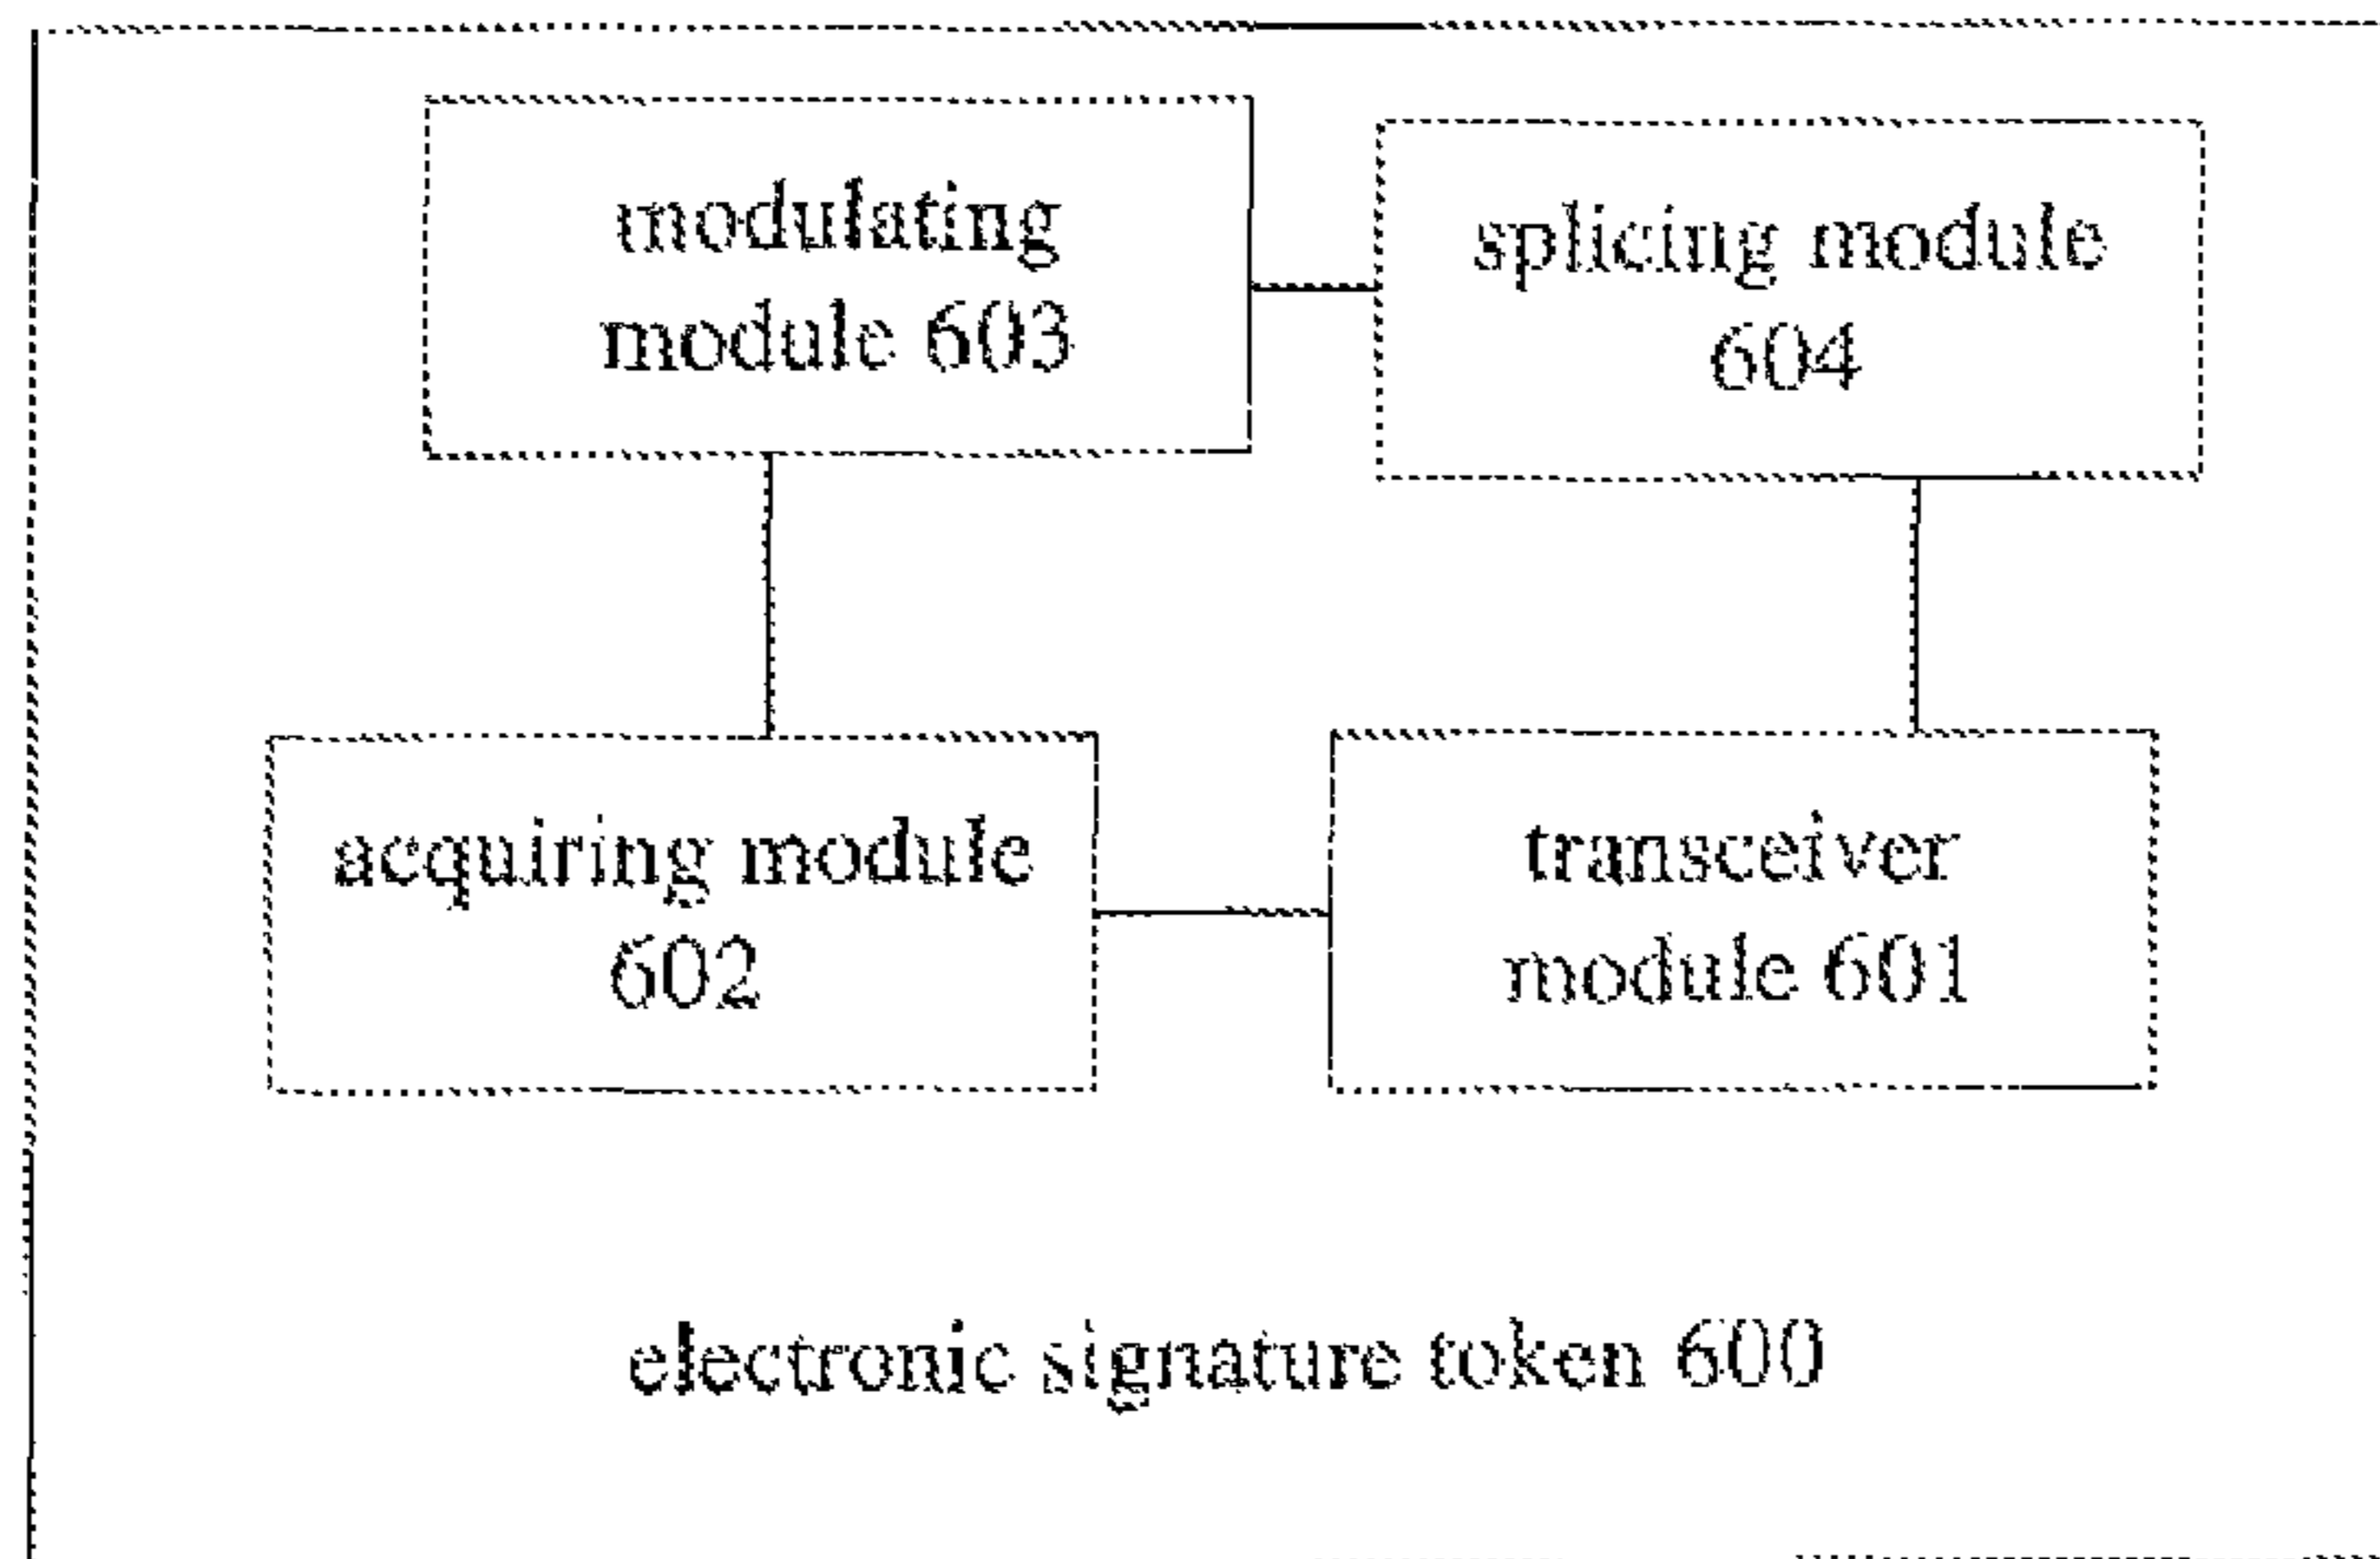 modulating
module 603
splicing module
604
acquiring module
602
transceiver
module 601
electronic signature token 600